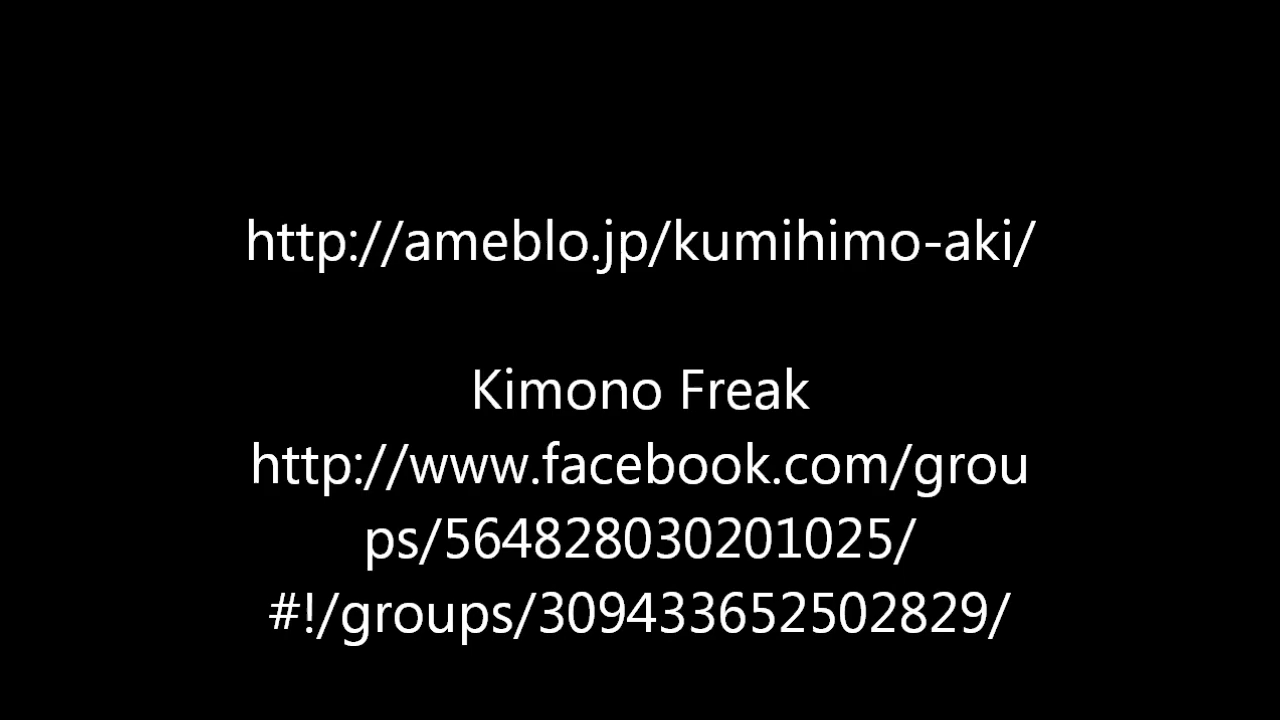 http://ameblo.jp/kumihimo-aki/
Kimono Freak
http://www.facebook.com/grou
ps/564828030201025/
#!/groups/309433652502829/